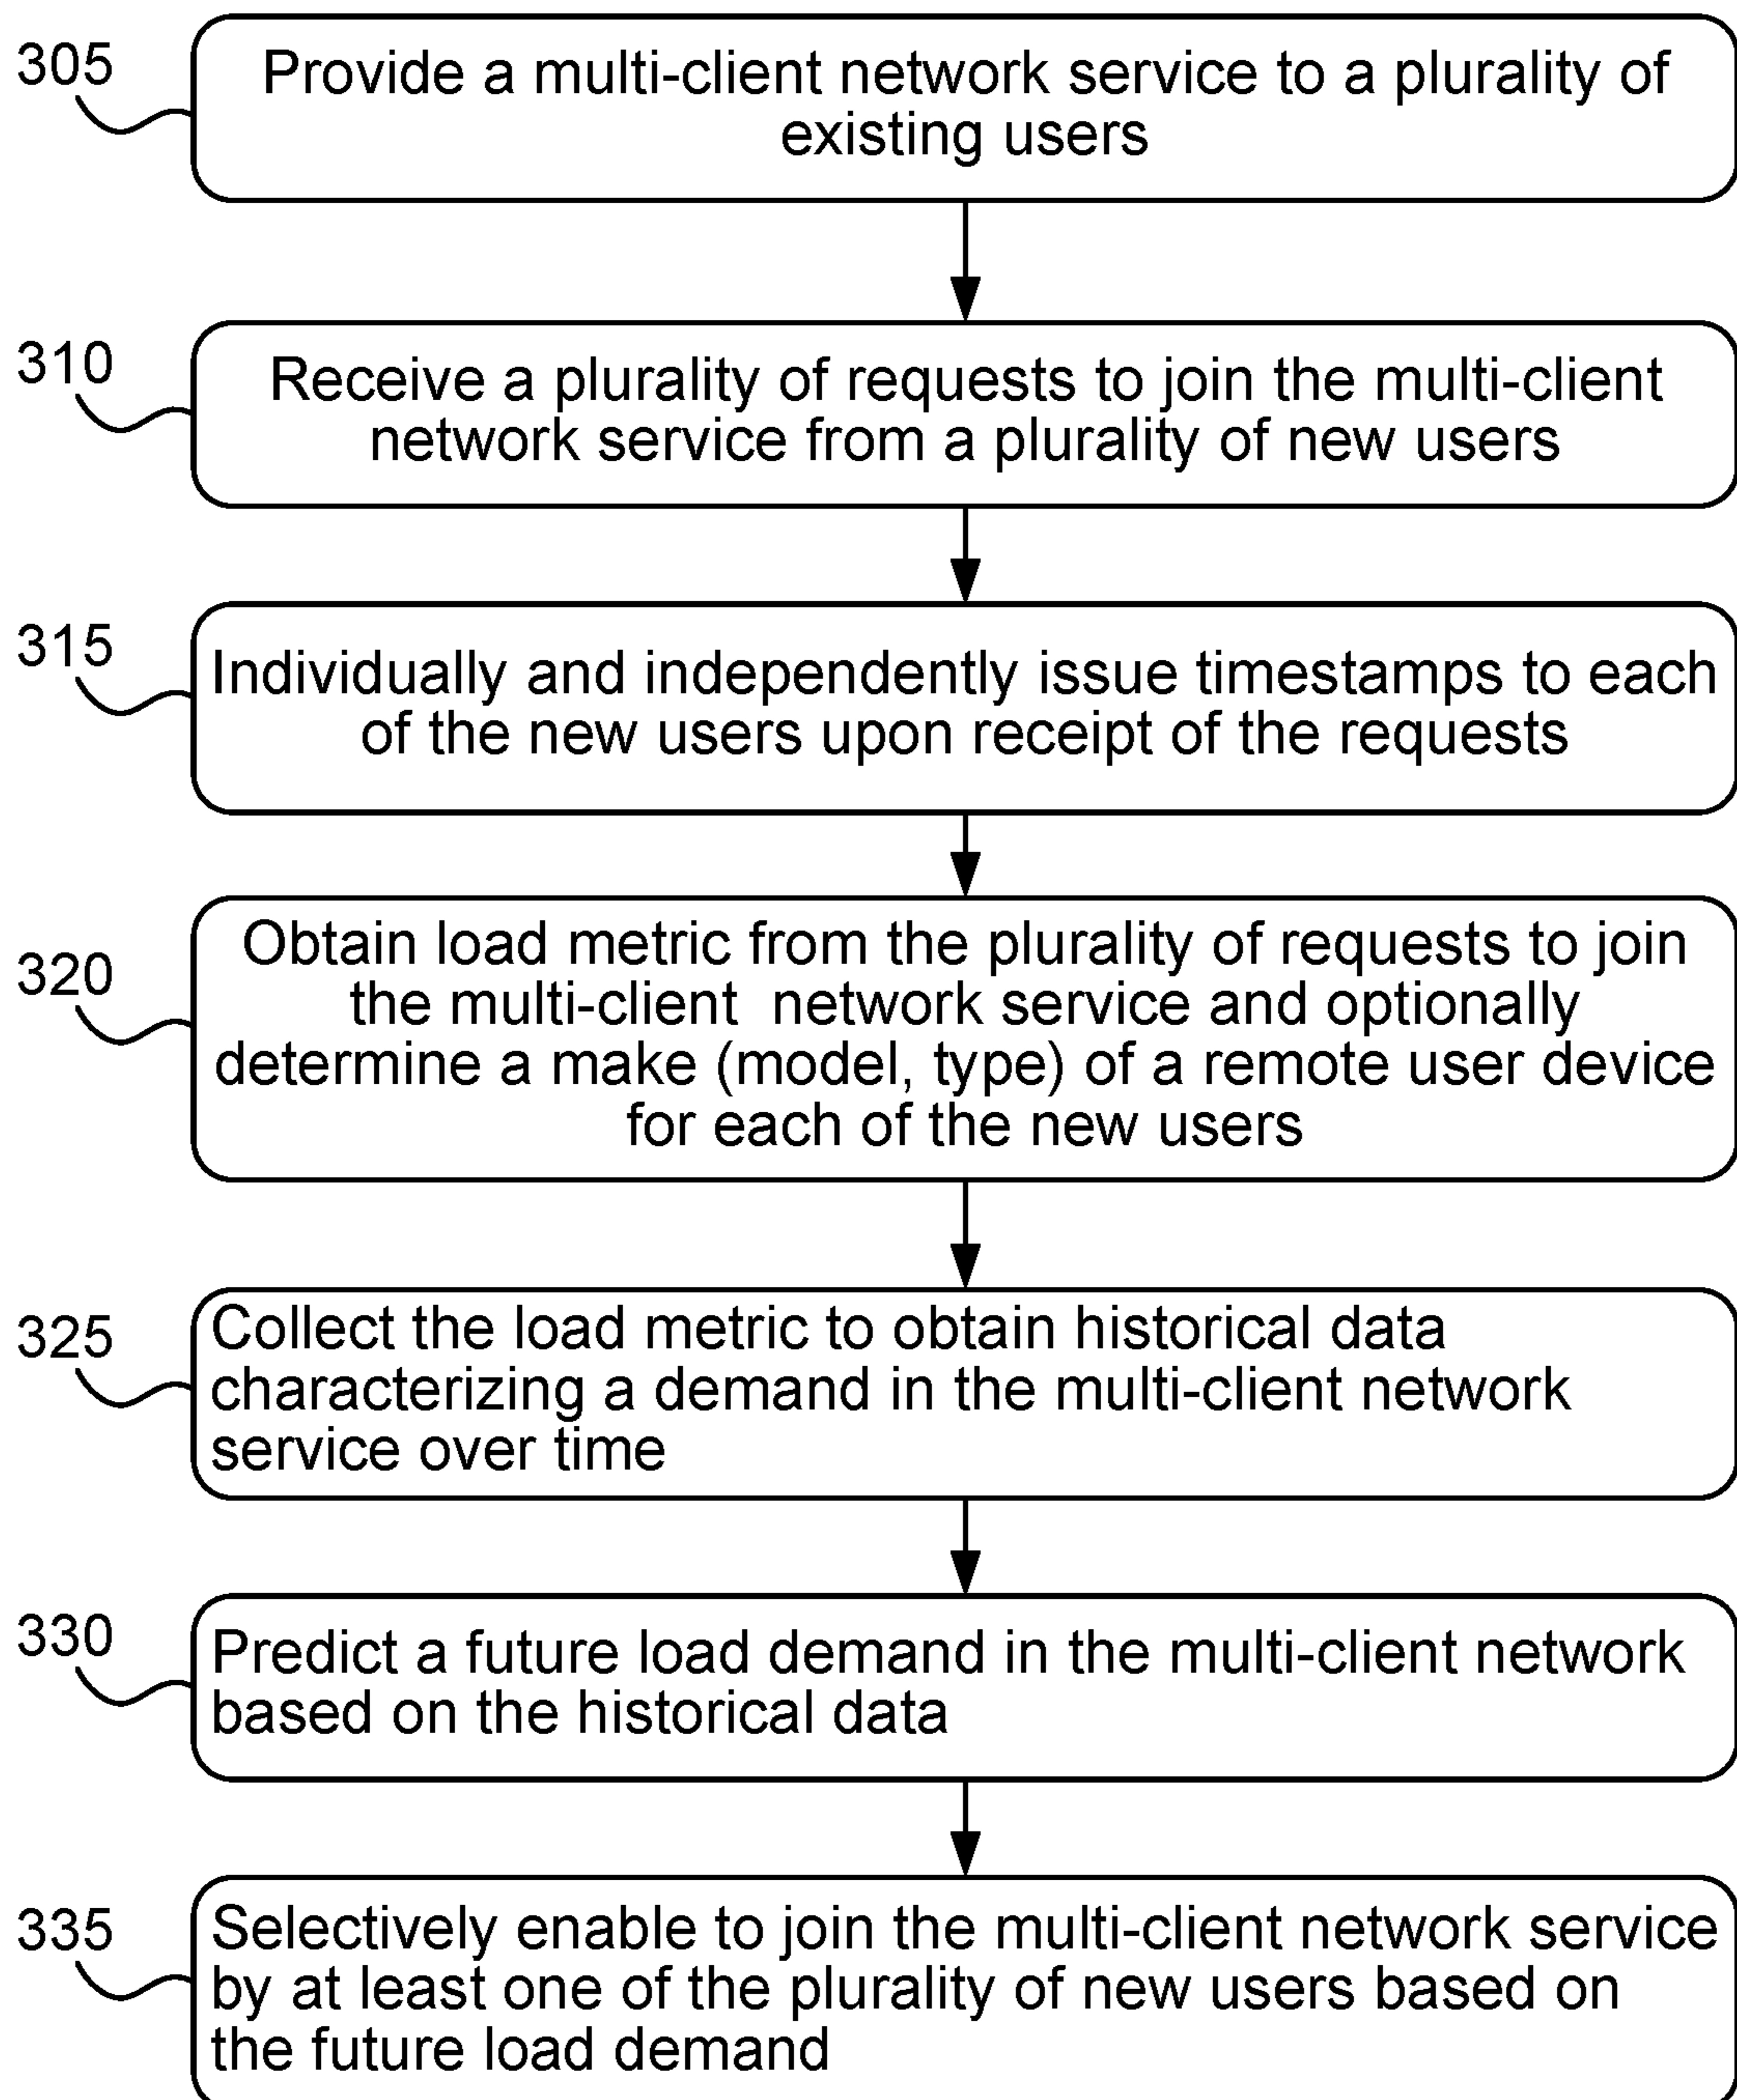 305
Provide a multi-client network service to a plurality of
existing users
310
Receive a plurality of requests to join the multi-client
network service from a plurality of new users
315
Individually and independently issue timestamps to each
of the new users upon receipt of the requests
320
Obtain load metric from the plurality of requests to join
the multi-client network service and optionally
determine a make (model, type) of a remote user device
for each of the new users
325
Collect the load metric to obtain historical data
characterizing a demand in the multi-client network
service over time
330
Predict a future load demand in the multi-client network
based on the historical data
335
Selectively enable to join the multi-client network service
by at least one of the plurality of new users based on
the future load demand